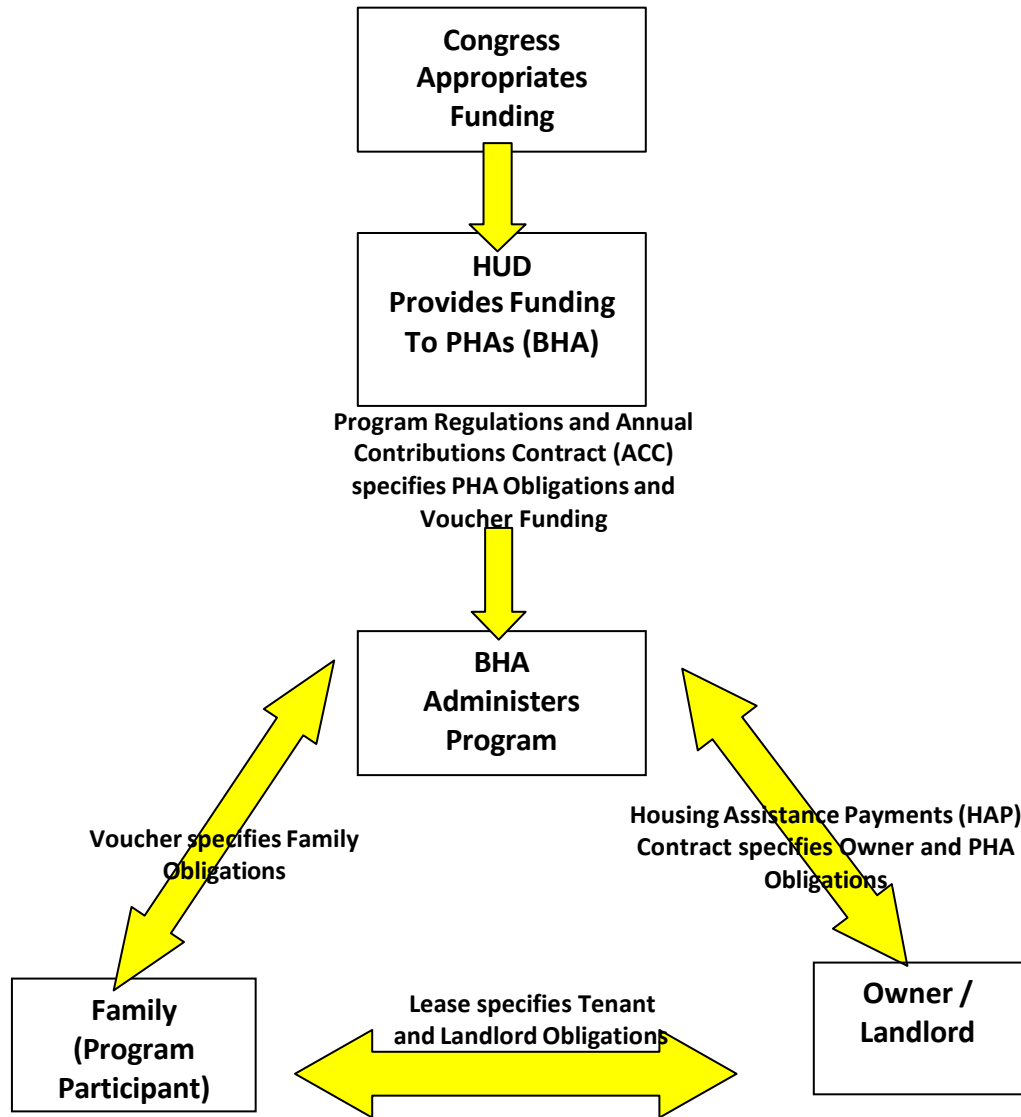 Congress
Appropriates
Funding
HUD
Provides Funding
To PHAs (BHA)
Program Regulations and Annual
Contributions Contract (ACC)
specifies PHA Obligations and
Voucher Funding
BHA
Administers
Program
Voucher specifies Family
Obligations
Housing Assistance Payments (HAP)
Contract specifies Owner and PHA
Obligations
Family
(Program
Participant)
Lease specifies Tenant
and Landlord Obligations
Owner /
Landlord